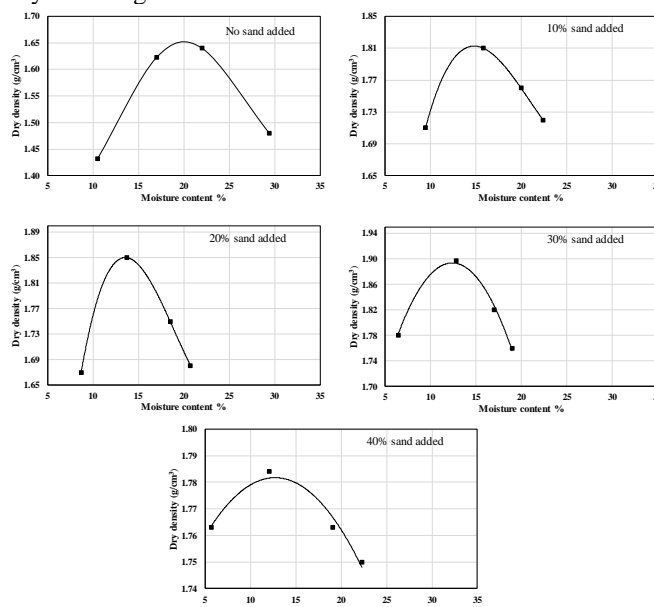 No sand added
Dry density (g/cm³)
1.70
1.65
1.60
1.55
1.50
1.45
1.40
5 10 15 20 25 30 35
Moisture content %
10% sand added
Dry density (g/cm³)
1.85
1.81
1.77
1.73
1.69
1.65
5 10 15 20 25 30 35
Moisture content %
20% sand added
Dry density (g/cm³)
1.89
1.85
1.81
1.77
1.73
1.69
1.65
5 10 15 20 25 30 35
Moisture content %
30% sand added
Dry density (g/cm³)
1.94
1.90
1.86
1.82
1.78
1.74
1.70
5 10 15 20 25 30 35
Moisture content %
40% sand added
Dry density (g/cm³)
1.80
1.79
1.78
1.77
1.76
1.75
1.74
5 10 15 20 25 30 35